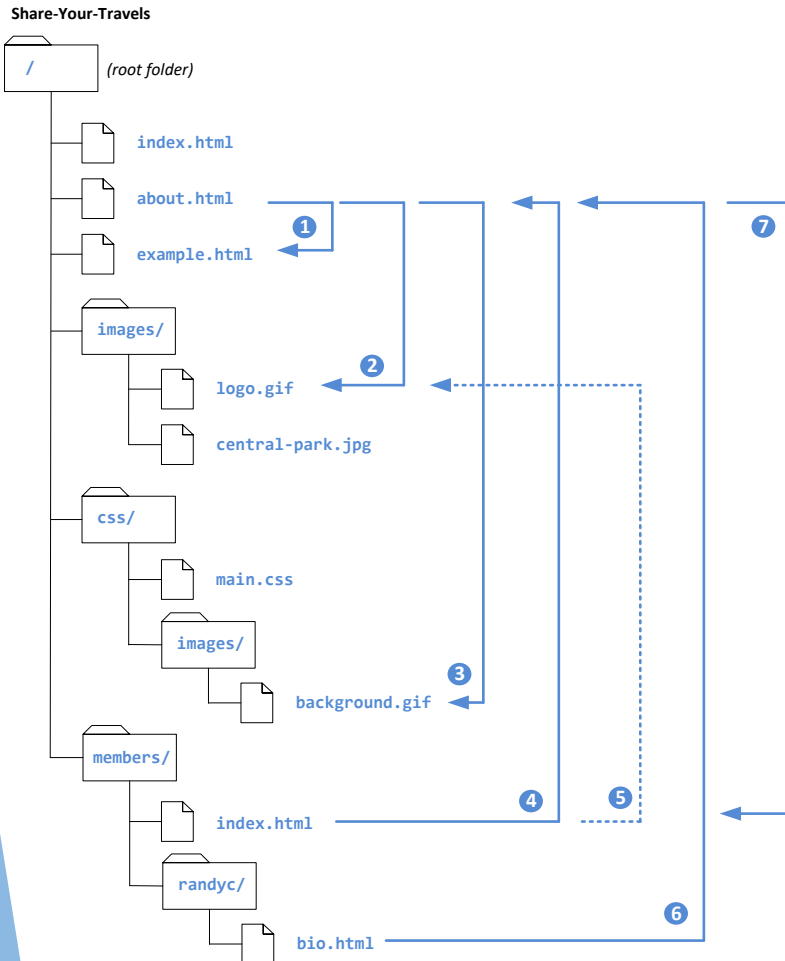 Share-Your-Travels
/ (root folder)
index.html
about.html
1
7
example.html
images/
2
logo.gif
central-park.jpg
css/
main.css
images/
3
background.gif
members/
4
5
index.html
randyc/
6
bio.html